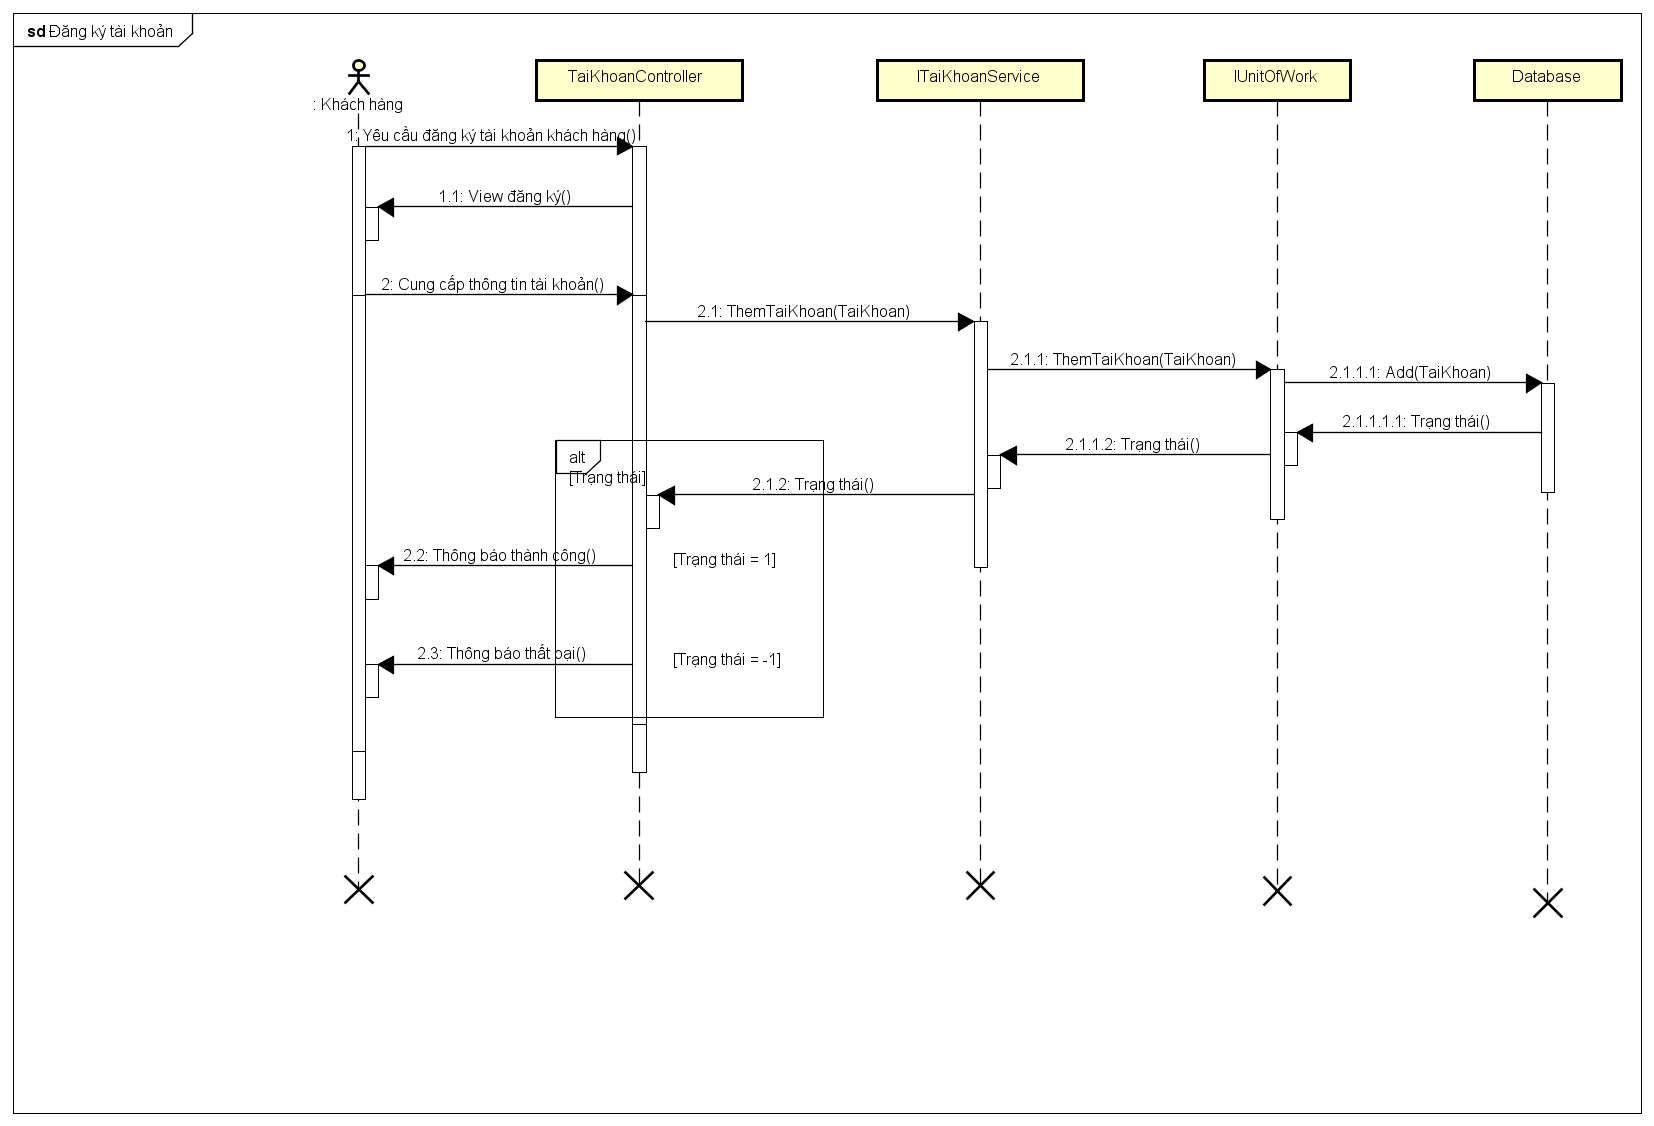 sd Đăng ký tài khoản
: Khách hàng
TaiKhoanController
ITaiKhoanService
IUnitOfWork
Database
1: Yêu cầu đăng ký tài khoản khách hàng()
1.1: View đăng ký()
2: Cung cấp thông tin tài khoản()
2.1: ThemTaiKhoan(TaiKhoan)
2.1.1: ThemTaiKhoan(TaiKhoan)
2.1.1.1: Add(TaiKhoan)
2.1.1.1.1: Trạng thái()
2.1.1.2: Trạng thái()
alt
[Trạng thái]
2.1.2: Trạng thái()
2.2: Thông báo thành công()
[Trạng thái = 1]
2.3: Thông báo thất bại()
[Trạng thái = -1]